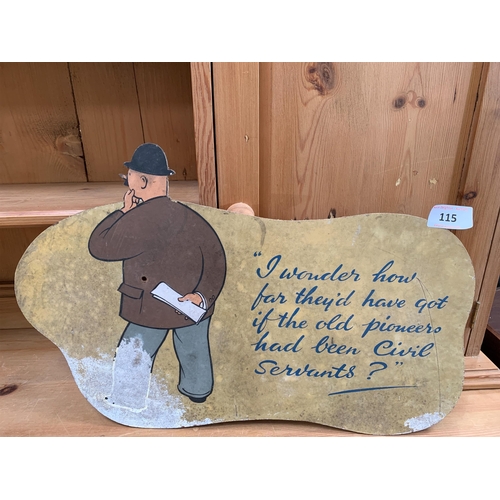 115
"I wonder how
far they'd have got
if the old pioneers
had been Civil
Servants?"